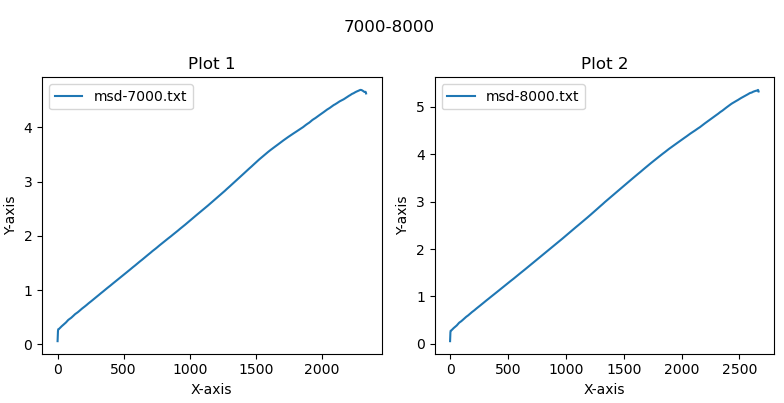 7000-8000
Plot 1
msd-7000.txt
Y-axis
4
3
2
1
0
0 500 1000 1500 2000
X-axis
Plot 2
msd-8000.txt
Y-axis
5
4
3
2
1
0
0 500 1000 1500 2000 2500
X-axis